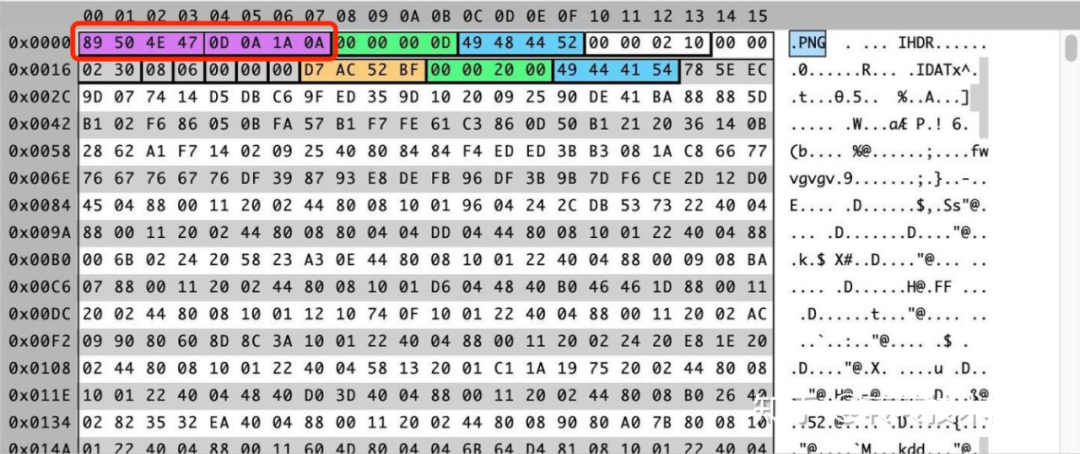 00 01 02 03 04 05 06 07 08 09 0A 0B 0C 0D 0E 0F 10 11 12 13 14 15
0x0000 89 50 4E 47 0D 0A 1A 0A 00 00 00 0D 49 48 44 52 00 00 02 10 00 00 .PNG . .... IHDR......
0x0016 02 30 08 06 00 00 00 D7 AC 52 BF 00 00 20 00 49 44 41 54 78 5E EC .0......R... .IDATx^.
0x002C 9D 07 74 14 D5 DB C6 9F ED 35 9D 10 20 09 25 90 DE 41 BA 88 88 5D
0x0042 B1 02 F6 86 05 0B FA 57 B1 F7 FE 61 C3 86 0D 50 B1 21 20 36 14 0B
0x0058 28 62 A1 F7 14 02 09 25 40 80 84 84 F4 ED ED 3B B3 08 1A C8 66 77
0x006E 76 67 76 67 76 DF 39 87 93 E8 DE FB 96 DF 3B 9B 7D F6 CE 2D 12 D0 vgvgv.9.......;.}..-..
0x0084 45 04 88 00 11 20 02 44 80 08 10 01 96 04 24 2C DB 53 73 22 40 04 E.... .D......$,.Ss"@.
0x009A 88 00 11 20 02 44 80 08 80 04 04 DD 04 44 80 08 10 01 22 40 04 88 ... .D.......D...."@..
0x00B0 00 6B 02 24 20 58 23 A3 0E 44 80 08 10 01 22 40 04 88 00 09 08 BA .k.$ X#..D...."@... ..
0x00C6 07 88 00 11 20 02 44 80 08 10 01 D6 04 48 40 B0 46 46 1D 88 00 11 .... .D......H@.FF ...
0x00DC 20 02 44 80 08 10 01 12 10 74 0F 10 01 22 40 04 88 00 11 20 02 AC .D......t..."@.... ..
0x00F2 09 90 80 60 8D 8C 3A 10 01 22 40 04 88 00 11 20 02 24 20 E8 1E 20 ..`..:.."@.... .$ .
0x0108 02 44 80 08 10 01 22 40 04 58 13 20 01 C1 1A 19 75 20 02 44 80 08 .D...."@.X. ....u .D..
0x011E 10 01 22 40 04 48 40 D0 3D 40 04 88 00 11 20 02 44 80 08 B0 26 40
0x0134 02 82 35 32 EA 40 04 88 00 11 20 02 44 80 08 90 80 A0 7B 80 08 10
0x014A 01 22 40 04 88 00 11 60 4D 80 04 04 6B 64 D4 81 08 10 01 22 40 04